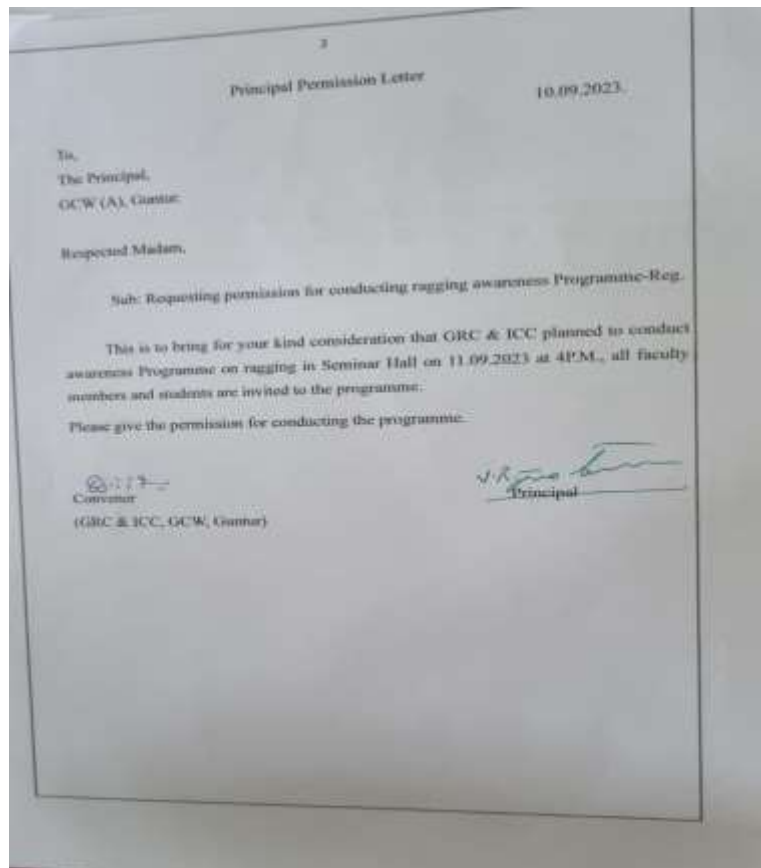 3
Principal Permission Letter
10.09.2023.
To,
The Principal,
GCW (A), Guntur.
Respected Madam,
Sub: Requesting permission for conducting ragging awareness Programme-Reg.
This is to bring for your kind consideration that GRC & ICC planned to conduct
awareness Programme on ragging in Seminar Hall on 11.09.2023 at 4P.M., all faculty
members and students are invited to the programme.
Please give the permission for conducting the programme.
Convenor
Principal
(GRC & ICC, GCW, Guntur)